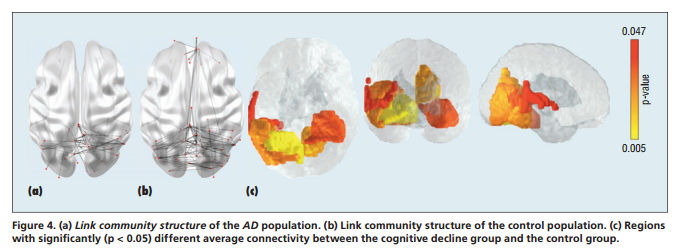 0.047
p-value
0.005
(a)
(b)
(c)
Figure 4. (a) Link community structure of the AD population. (b) Link community structure of the control population. (c) Regions
with significantly (p < 0.05) different average connectivity between the cognitive decline group and the control group.